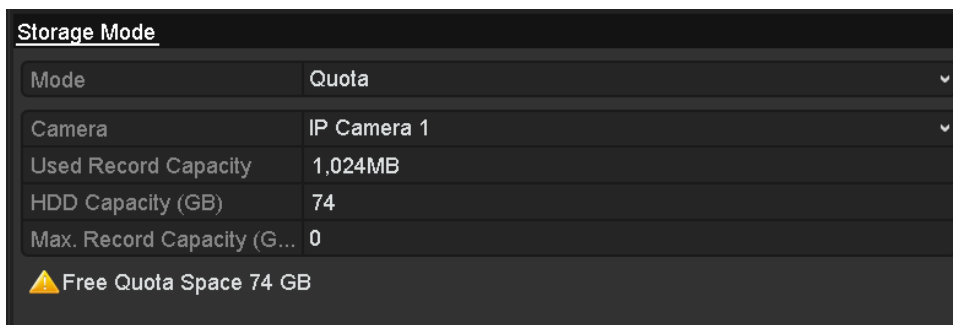 Storage Mode
Mode Quota
Camera IP Camera 1
Used Record Capacity 1,024MB
HDD Capacity (GB) 74
Max. Record Capacity (G... 0
Free Quota Space 74 GB